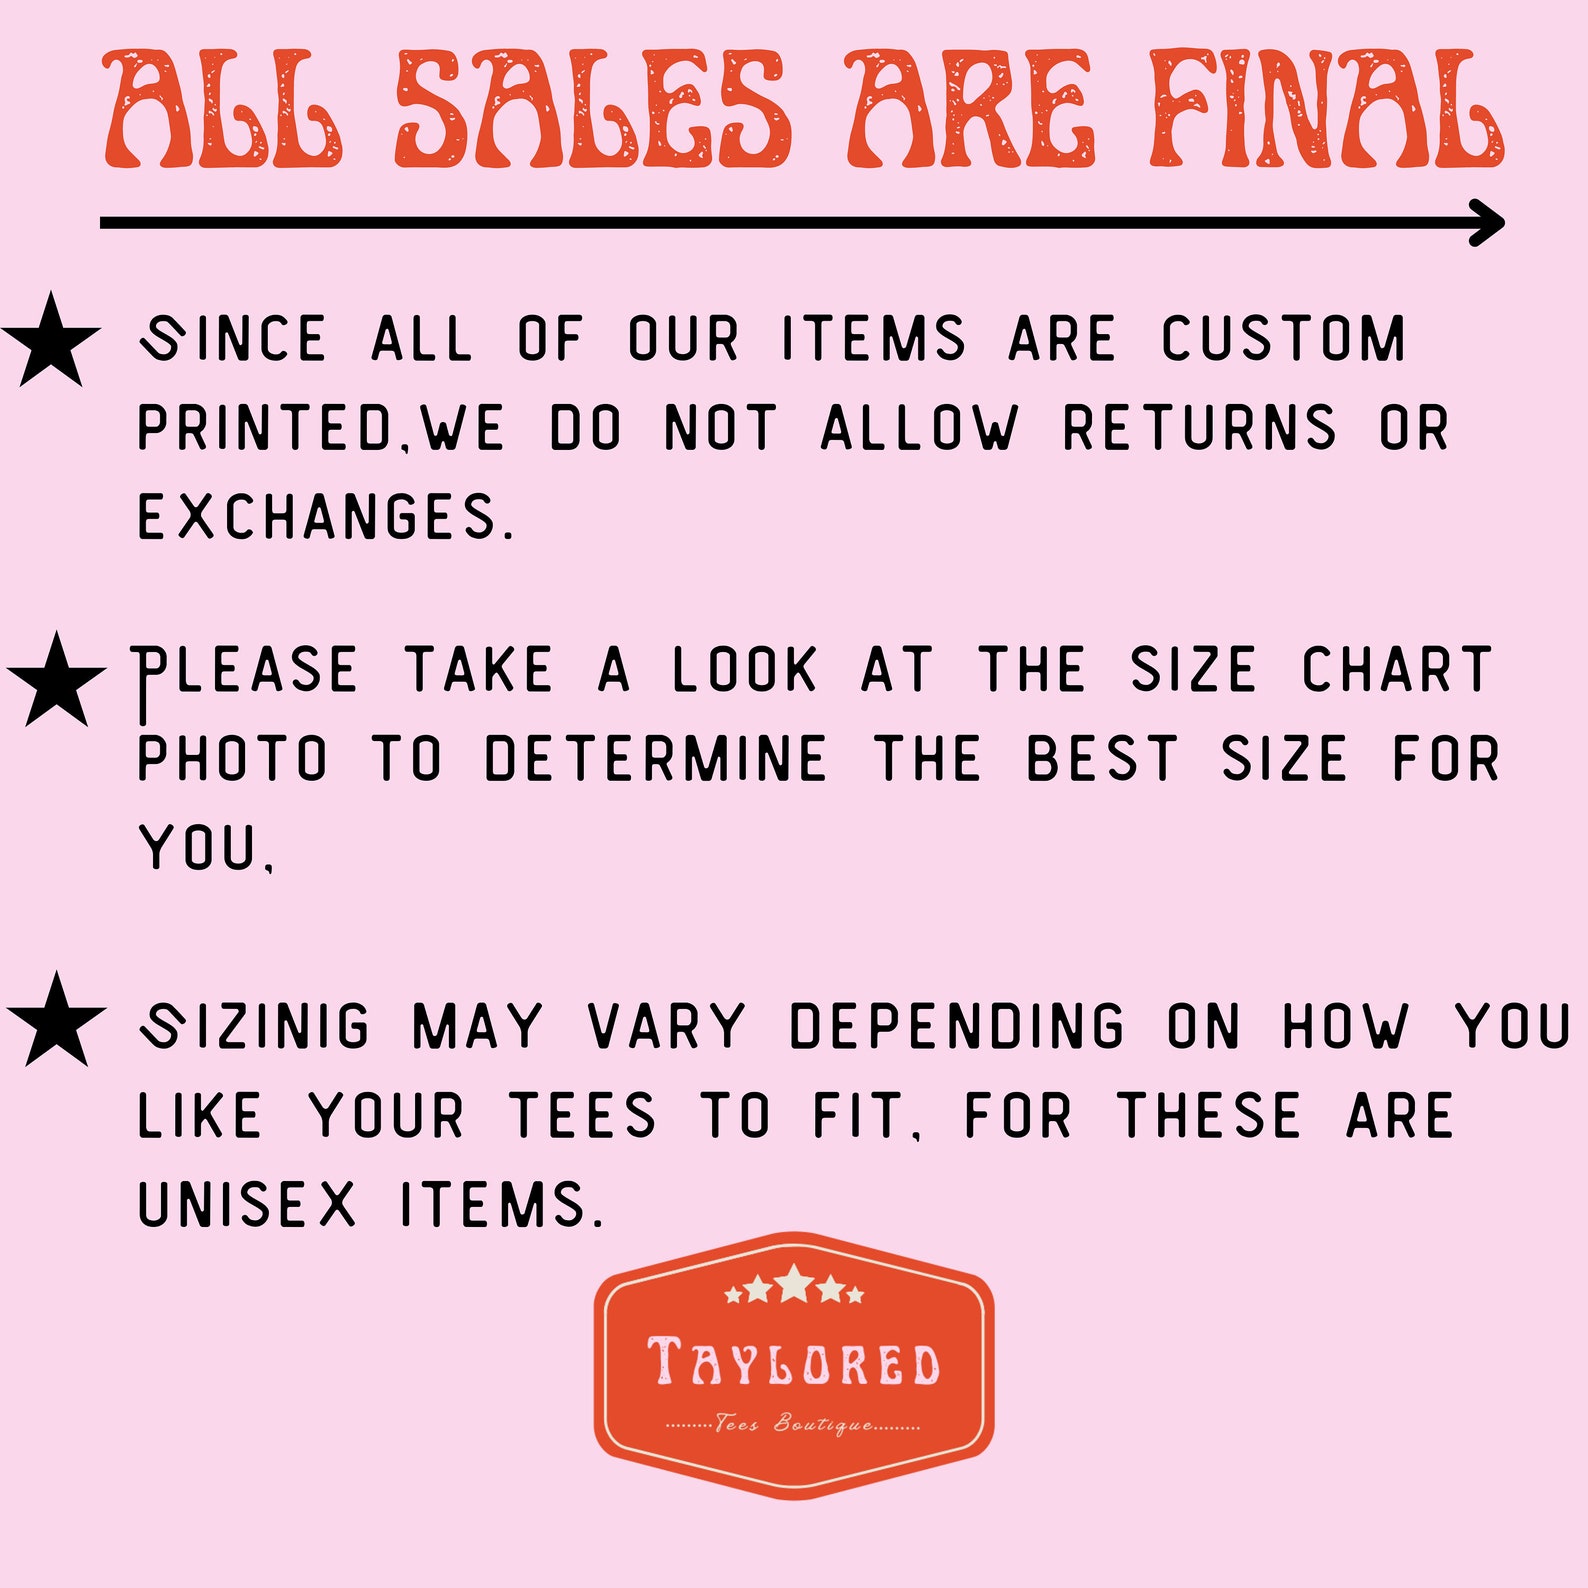 ALL SALES ARE FINAL
SINCE ALL OF OUR ITEMS ARE CUSTOM
PRINTED,WE DO NOT ALLOW RETURNS OR
EXCHANGES.
PLEASE TAKE A LOOK AT THE SIZE CHART
PHOTO TO DETERMINE THE BEST SIZE FOR
YOU,
SIZINIG MAY VARY DEPENDING ON HOW YOU
LIKE YOUR TEES TO FIT, FOR THESE ARE
UNISEX ITEMS.
TAYLORED
.........Tees Boutique.........